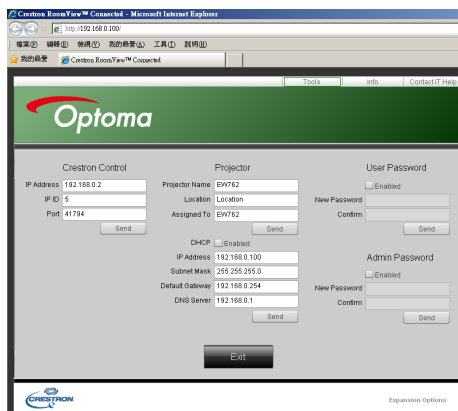 Crestron RoomView™ Connected - Microsoft Internet Explorer
http://192.168.0.100/
檔案(F) 編輯(E) 檢視(V) 我的最愛(A) 工具(T) 說明(H)
我的最愛 Crestron RoomView™ Connected
Tools Info Contact IT Help
Optoma
Crestron Control Projector User Password
IP Address 192.168.0.2 Projector Name EW762 Enabled
IP ID 5 Location Location New Password
Port 41794 Assigned To EW762 Confirm
Send Send Send
DHCP Enabled
IP Address 192.168.0.100 Admin Password
Subnet Mask 255.255.255.0 Enabled
Default Gateway 192.168.0.254 New Password
DNS Server 192.168.0.1 Confirm
Send Send
Exit
CRESTRON Expansion Options